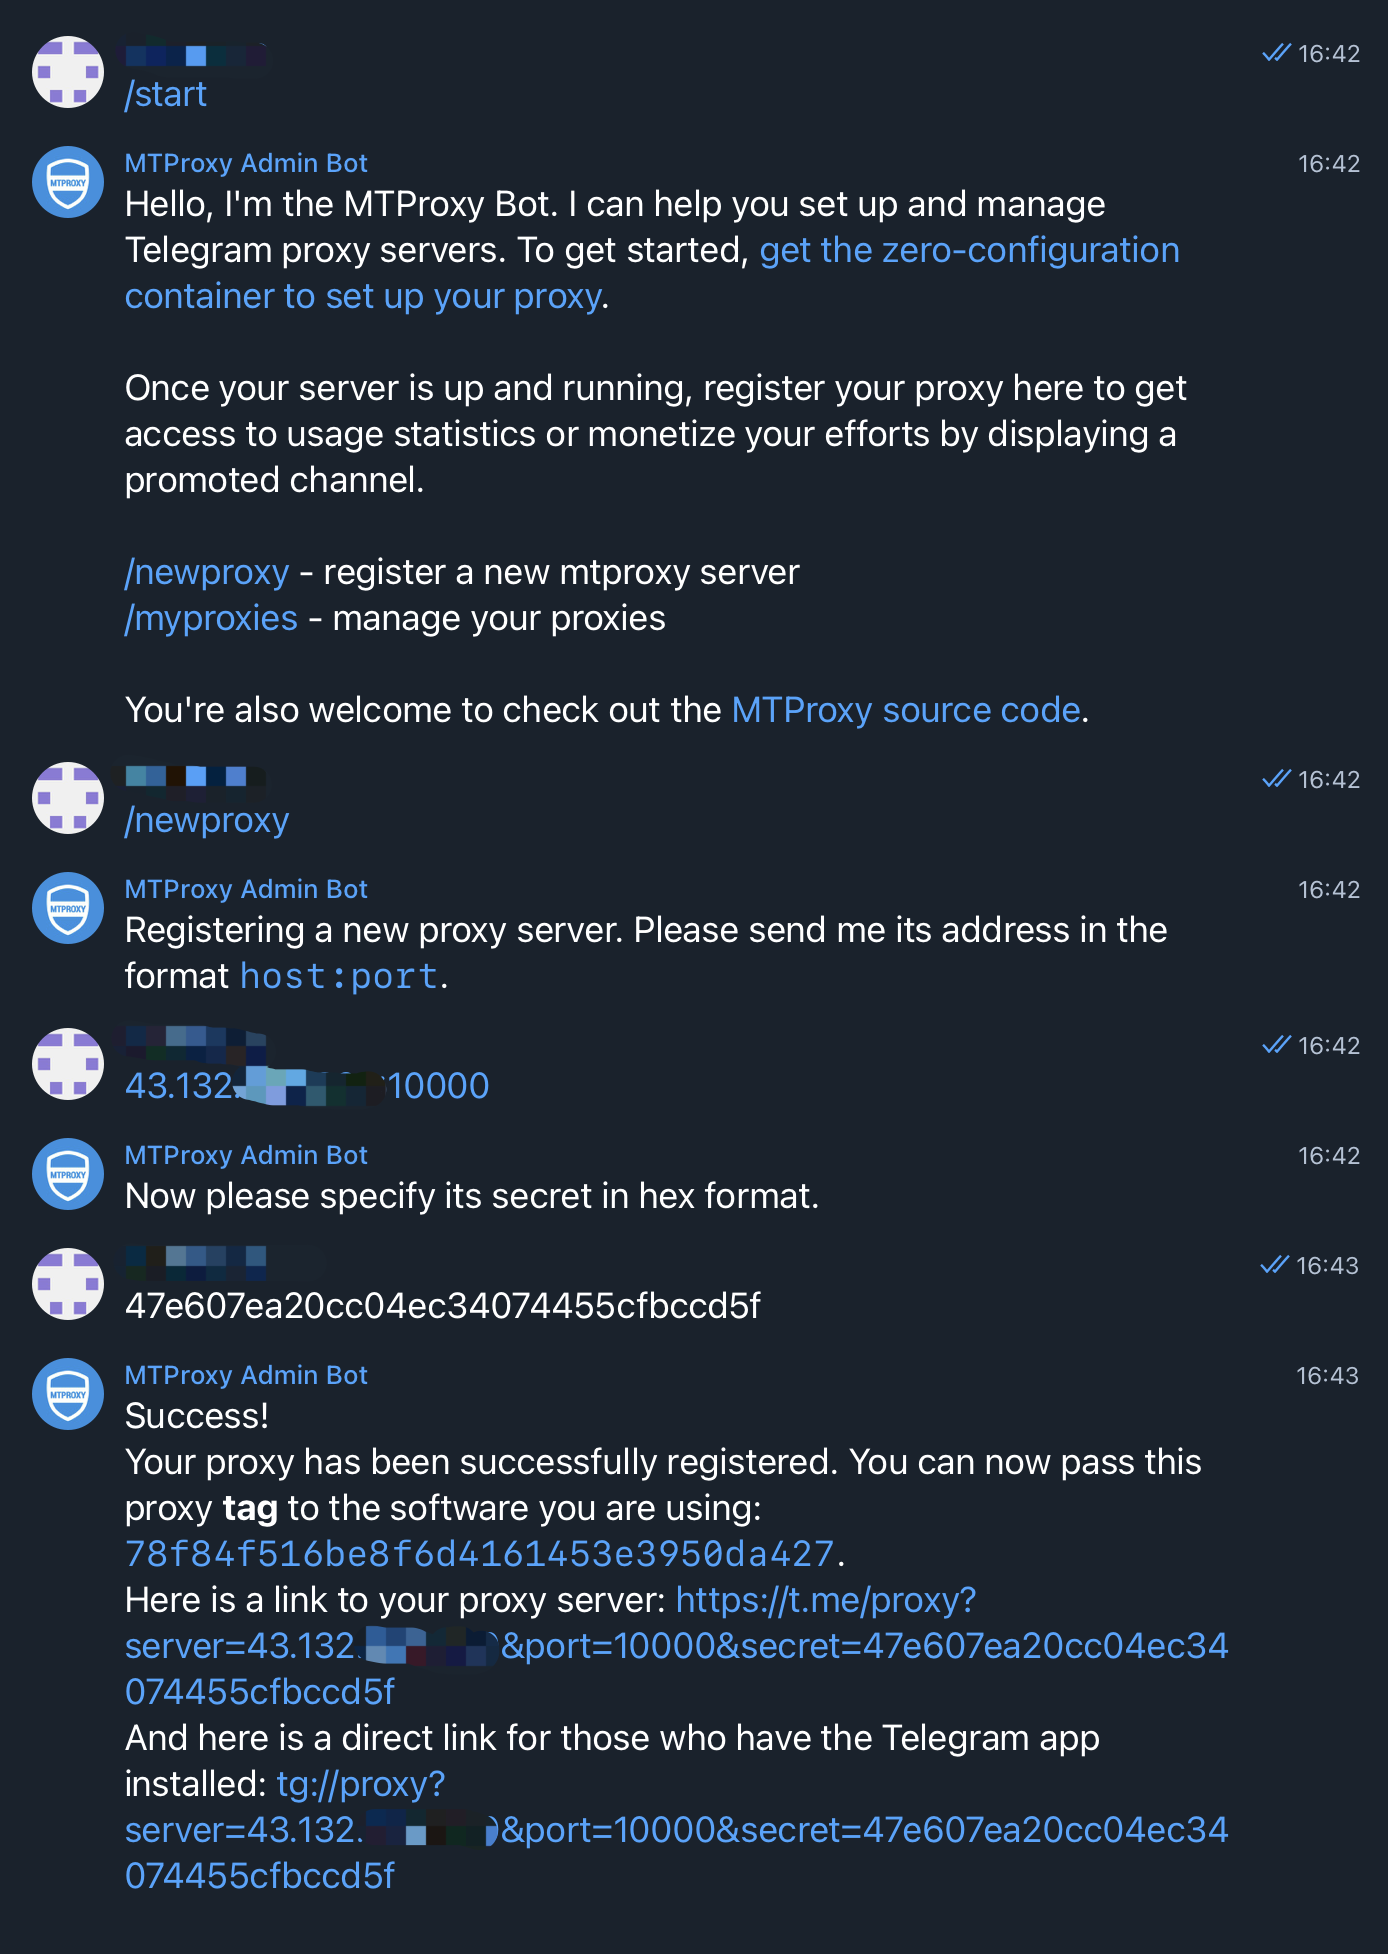 16:42
/start
MTPROXY
MTProxy Admin Bot
16:42
Hello, I'm the MTProxy Bot. I can help you set up and manage
Telegram proxy servers. To get started, get the zero-configuration
container to set up your proxy.
Once your server is up and running, register your proxy here to get
access to usage statistics or monetize your efforts by displaying a
promoted channel.
/newproxy - register a new mtproxy server
/myproxies - manage your proxies
You're also welcome to check out the MTProxy source code.
16:42
/newproxy
MTPROXY
MTProxy Admin Bot
16:42
Registering a new proxy server. Please send me its address in the
format host:port.
16:42
43.132. 10000
MTPROXY
MTProxy Admin Bot
16:42
Now please specify its secret in hex format.
16:43
47e607ea20cc04ec34074455cfbccd5f
MTPROXY
MTProxy Admin Bot
16:43
Success!
Your proxy has been successfully registered. You can now pass this
proxy tag to the software you are using:
78f84f516be8f6d4161453e3950da427.
Here is a link to your proxy server: https://t.me/proxy?
server=43.132. &port=10000&secret=47e607ea20cc04ec34
074455cfbccd5f
And here is a direct link for those who have the Telegram app
installed: tg://proxy?
server=43.132. &port=10000&secret=47e607ea20cc04ec34
074455cfbccd5f